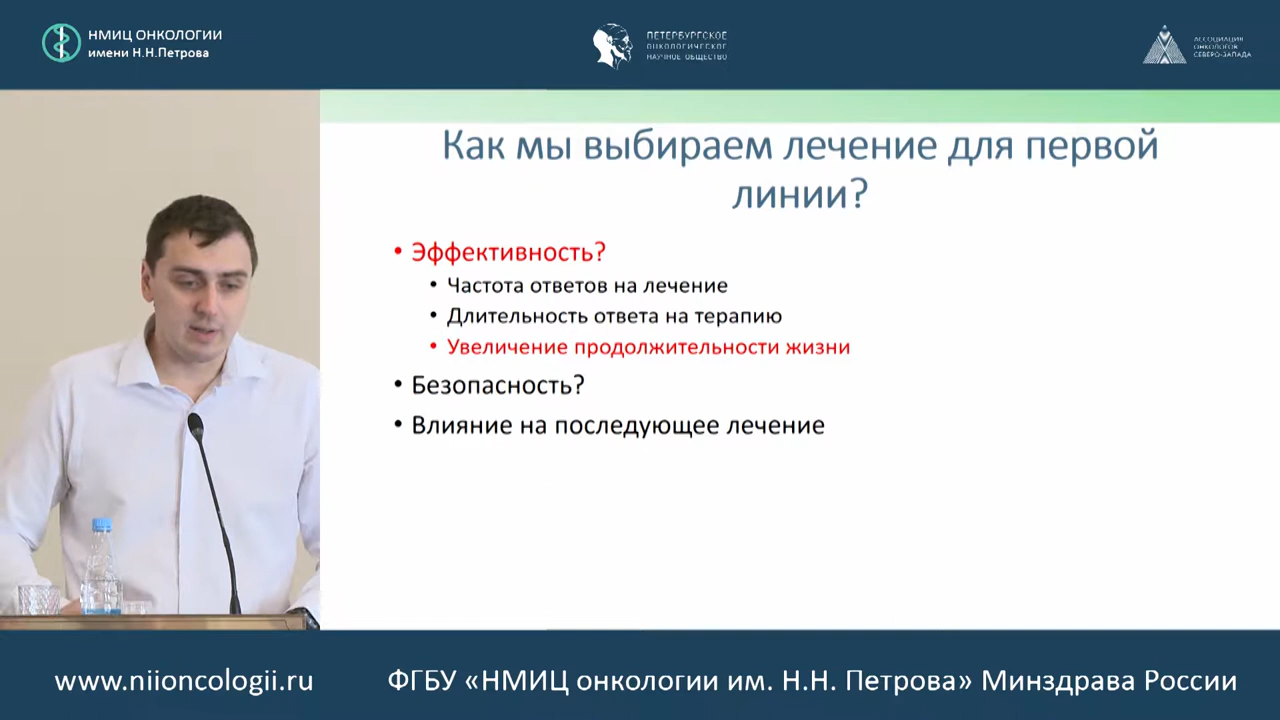 НМИЦ ОНКОЛОГИИ
имени Н.Н.Петрова
ПЕТЕРБУРГСКОЕ
ОНКОЛОГИЧЕСКОЕ
НАУЧНОЕ ОБЩЕСТВО
АССОЦИАЦИЯ
ОНКОЛОГОВ
СЕВЕРО-ЗАПАДА
Как мы выбираем лечение для первой
линии?
• Эффективность?
• Частота ответов на лечение
• Длительность ответа на терапию
• Увеличение продолжительности жизни
• Безопасность?
• Влияние на последующее лечение
www.niioncologii.ru
ФГБУ «НМИЦ онкологии им. Н.Н. Петрова» Минздрава России